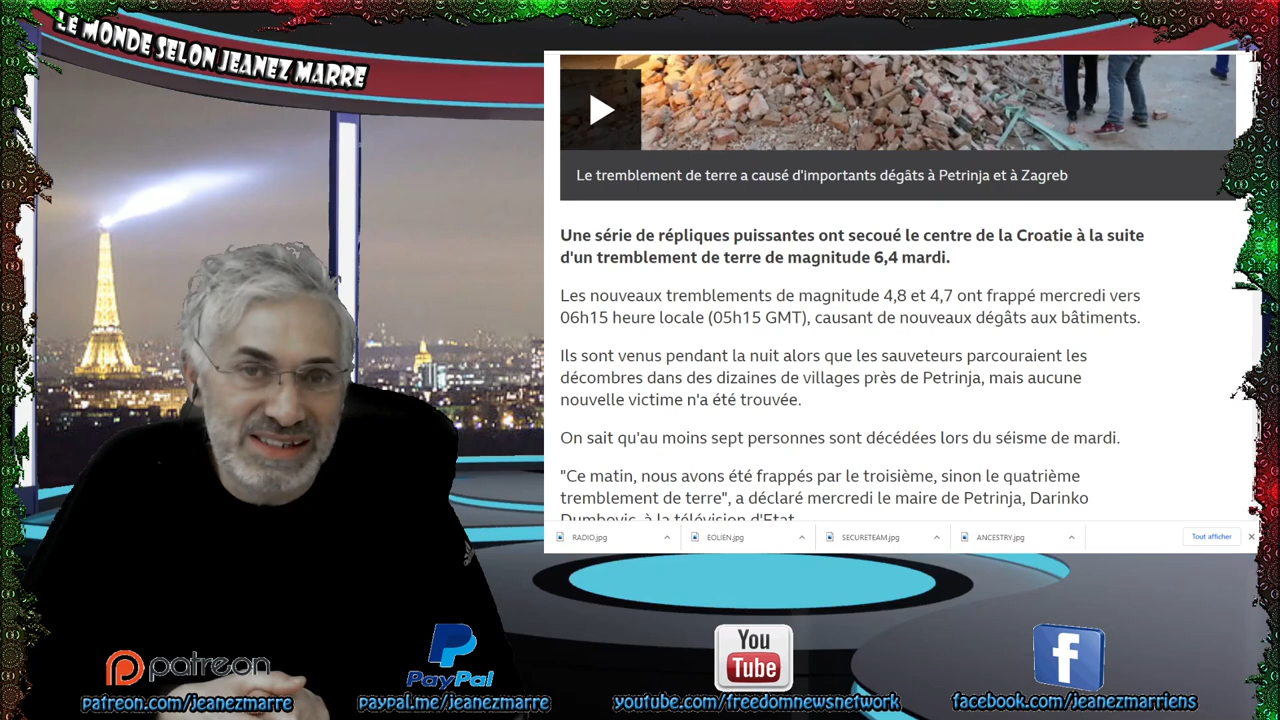 LE MONDE SELON JEANEZ MARRE
Le tremblement de terre a causé d'importants dégâts à Petrinja et à Zagreb
Une série de répliques puissantes ont secoué le centre de la Croatie à la suite
d'un tremblement de terre de magnitude 6,4 mardi.
Les nouveaux tremblements de magnitude 4,8 et 4,7 ont frappé mercredi vers
06h15 heure locale (05h15 GMT), causant de nouveaux dégâts aux bâtiments.
Ils sont venus pendant la nuit alors que les sauveteurs parcouraient les
décombres dans des dizaines de villages près de Petrinja, mais aucune
nouvelle victime n'a été trouvée.
On sait qu'au moins sept personnes sont décédées lors du séisme de mardi.
"Ce matin, nous avons été frappés par le troisième, sinon le quatrième
tremblement de terre", a déclaré mercredi le maire de Petrinja, Darinko
Dumbovic, à la télévision d'Etat
RADIO.jpg
EOLIEN.jpg
SECURETEAM.jpg
ANCESTRY.jpg
Tout afficher
patreon
PayPal
You
Tube
f
patreon.com/jeanezmarre
paypal.me/jeanezmarre
youtube.com/freedomnewsnetwork
facebook.com/jeanezmarriens